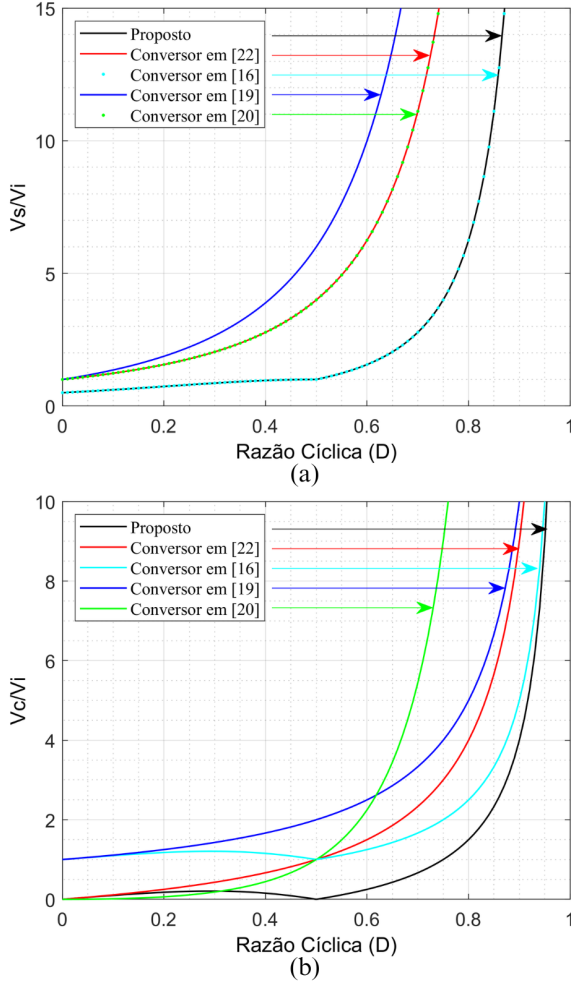 15
10
5
0
Vs/Vi
Proposto
Conversor em [22]
Conversor em [16]
Conversor em [19]
Conversor em [20]
0
0.2
0.4
0.6
0.8
1
Razão Cíclica (D)
(a)
10
8
6
4
2
0
Vc/Vi
Proposto
Conversor em [22]
Conversor em [16]
Conversor em [19]
Conversor em [20]
0
0.2
0.4
0.6
0.8
1
Razão Cíclica (D)
(b)